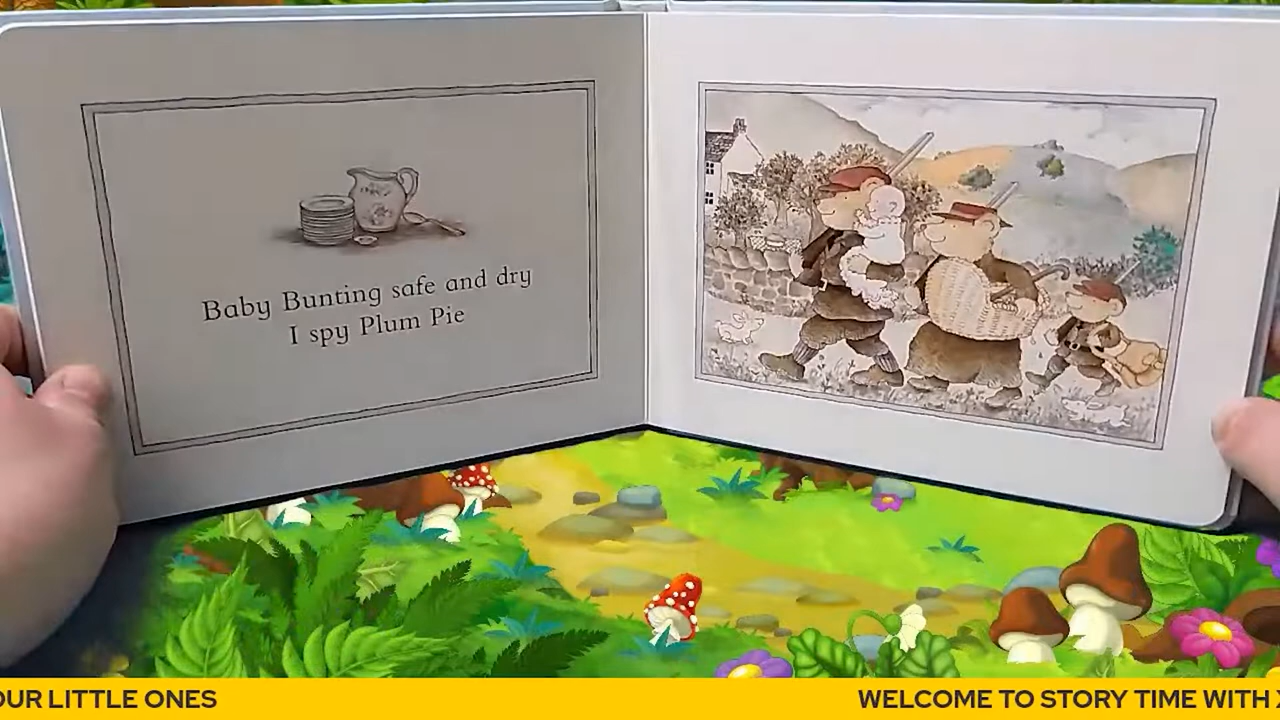 Baby Bunting safe and dry
I spy Plum Pie
OUR LITTLE ONES
WELCOME TO STORY TIME WITH